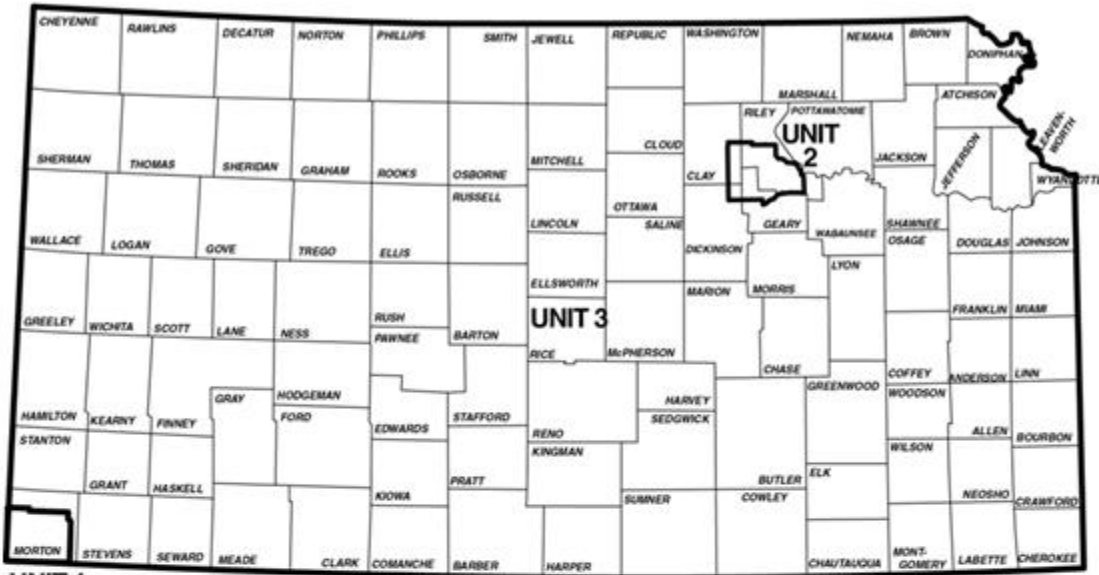 CHEYENNE
RAWLINS
DECATUR
NORTON
PHILLIPS
SMITH
JEWELL
REPUBLIC
WASHINGTON
MARSHALL
NEMAHA
BROWN
DONIPHAN
ATCHISON
RILEY
POTTAWATOMIE
UNIT
2
LEAVEN-
WORTH
SHERMAN
THOMAS
SHERIDAN
GRAHAM
ROOKS
OSBORNE
MITCHELL
CLOUD
CLAY
JACKSON
JEFFERSON
WYANDOTTE
RUSSELL
LINCOLN
OTTAWA
SALINE
GEARY
WABAUNSEE
SHAWNEE
OSAGE
DOUGLAS
JOHNSON
WALLACE
LOGAN
GOVE
TREGO
ELLIS
DICKINSON
LYON
ELLSWORTH
MARION
MORRIS
FRANKLIN
MIAMI
GREELEY
WICHITA
SCOTT
LANE
NESS
RUSH
PAWNEE
BARTON
UNIT 3
RICE
McPHERSON
CHASE
GREENWOOD
COFFEY
ANDERSON
LINN
HAMILTON
KEARNY
FINNEY
GRAY
HODGEMAN
FORD
EDWARDS
STAFFORD
RENO
HARVEY
SEDGWICK
WOODSON
ALLEN
BOURBON
STANTON
KINGMAN
BUTLER
ELK
WILSON
GRANT
HASKELL
KIOWA
PRATT
SUMNER
COWLEY
NEOSHO
CRAWFORD
MORTON
STEVENS
SEWARD
MEADE
CLARK
COMANCHE
BARBER
HARPER
CHAUTAUQUA
MONT-
GOMERY
LABETTE
CHEROKEE